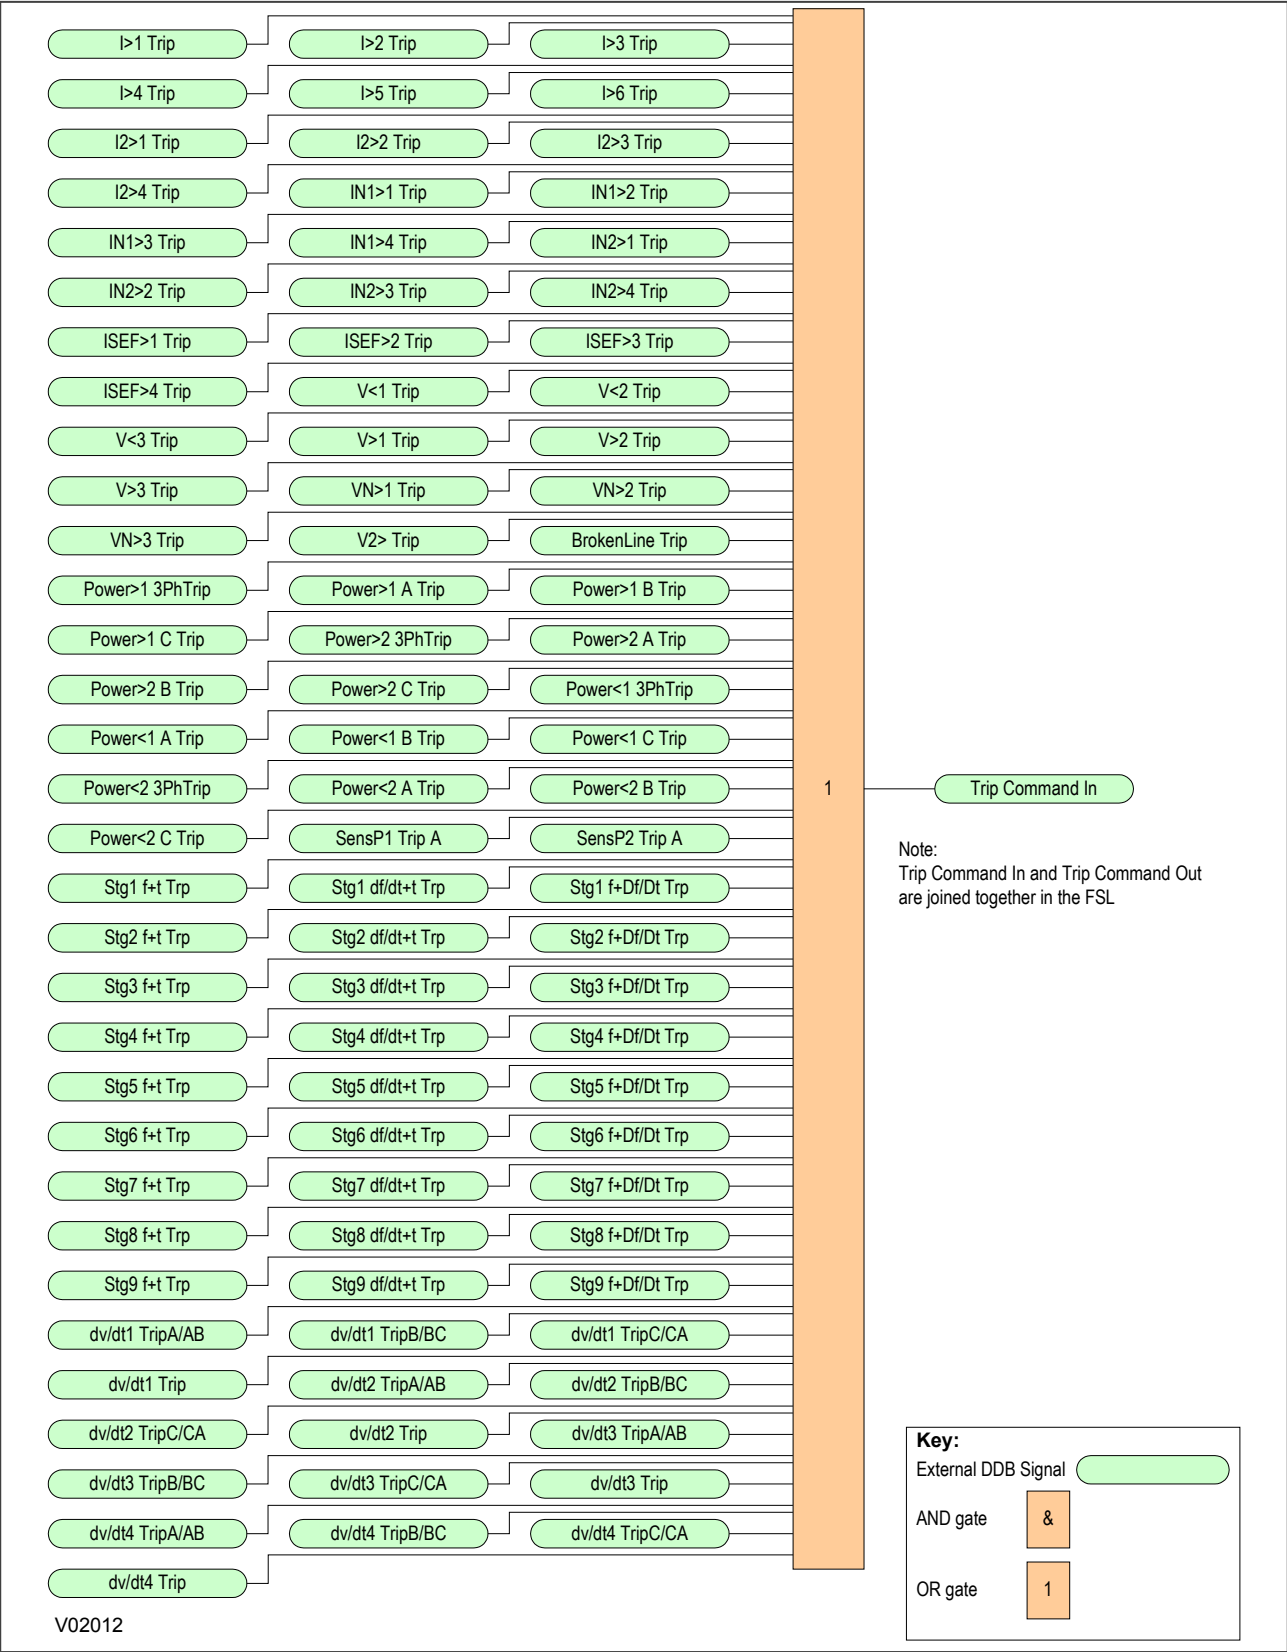 I>1 Trip I>2 Trip I>3 Trip
I>4 Trip I>5 Trip I>6 Trip
I2>1 Trip I2>2 Trip I2>3 Trip
I2>4 Trip IN1>1 Trip IN1>2 Trip
IN1>3 Trip IN1>4 Trip IN2>1 Trip
IN2>2 Trip IN2>3 Trip IN2>4 Trip
ISEF>1 Trip ISEF>2 Trip ISEF>3 Trip
ISEF>4 Trip V<1 Trip V<2 Trip
V<3 Trip V>1 Trip V>2 Trip
V>3 Trip VN>1 Trip VN>2 Trip
VN>3 Trip V2> Trip BrokenLine Trip
Power>1 3PhTrip Power>1 A Trip Power>1 B Trip
Power>1 C Trip Power>2 3PhTrip Power>2 A Trip
Power>2 B Trip Power>2 C Trip Power<1 3PhTrip
Power<1 A Trip Power<1 B Trip Power<1 C Trip
Power<2 3PhTrip Power<2 A Trip Power<2 B Trip 1 Trip Command In
Power<2 C Trip SensP1 Trip A SensP2 Trip A
Note:
Trip Command In and Trip Command Out
are joined together in the FSL
Stg1 f+t Trp Stg1 df/dt+t Trp Stg1 f+Df/Dt Trp
Stg2 f+t Trp Stg2 df/dt+t Trp Stg2 f+Df/Dt Trp
Stg3 f+t Trp Stg3 df/dt+t Trp Stg3 f+Df/Dt Trp
Stg4 f+t Trp Stg4 df/dt+t Trp Stg4 f+Df/Dt Trp
Stg5 f+t Trp Stg5 df/dt+t Trp Stg5 f+Df/Dt Trp
Stg6 f+t Trp Stg6 df/dt+t Trp Stg6 f+Df/Dt Trp
Stg7 f+t Trp Stg7 df/dt+t Trp Stg7 f+Df/Dt Trp
Stg8 f+t Trp Stg8 df/dt+t Trp Stg8 f+Df/Dt Trp
Stg9 f+t Trp Stg9 df/dt+t Trp Stg9 f+Df/Dt Trp
dv/dt1 TripA/AB dv/dt1 TripB/BC dv/dt1 TripC/CA
dv/dt1 Trip dv/dt2 TripA/AB dv/dt2 TripB/BC
dv/dt2 TripC/CA dv/dt2 Trip dv/dt3 TripA/AB
dv/dt3 TripB/BC dv/dt3 TripC/CA dv/dt3 Trip
dv/dt4 TripA/AB dv/dt4 TripB/BC dv/dt4 TripC/CA
dv/dt4 Trip
Key:
External DDB Signal
AND gate &
OR gate 1
V02012